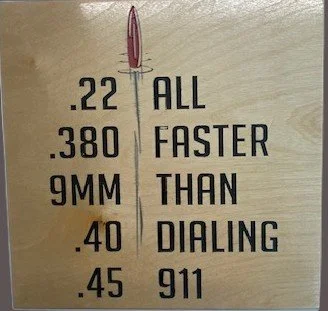 .22 ALL
.380 FASTER
9MM THAN
.40 DIALING
.45 911